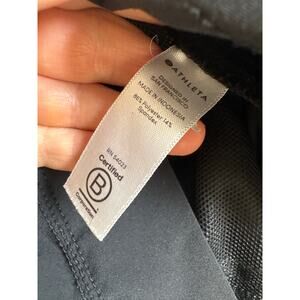 ATHLETA
DESIGNED IN
SAN FRANCISCO
MADE IN INDONESIA
86% Polyester 14%
Spandex
RN 54023
Certified
B
Corporation